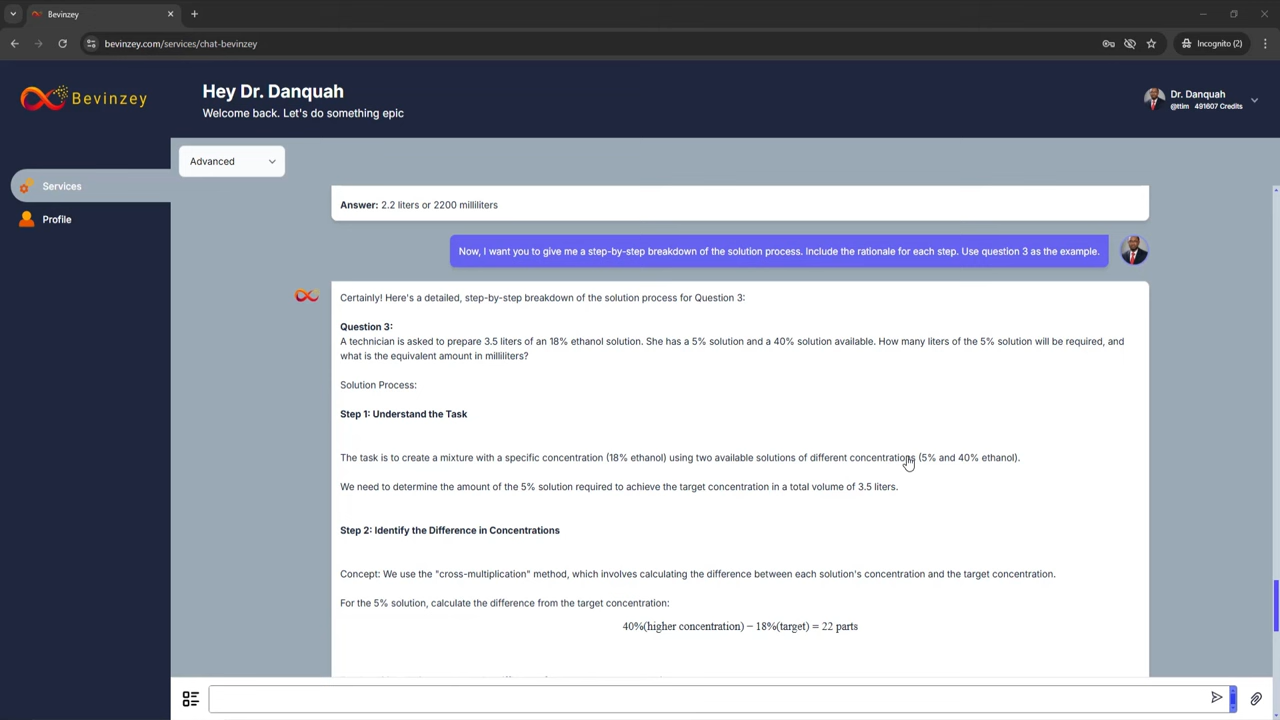 Bevinzey
bevinzey.com/services/chat-bevinzey
Incognito (2)
Bevinzey
Hey Dr. Danquah
Welcome back. Let's do something epic
Dr. Danquah
@ttim 491607 Credits
Advanced
Services
Profile
Answer: 2.2 liters or 2200 milliliters
Now, I want you to give me a step-by-step breakdown of the solution process. Include the rationale for each step. Use question 3 as the example.
Certainly! Here's a detailed, step-by-step breakdown of the solution process for Question 3:
Question 3:
A technician is asked to prepare 3.5 liters of an 18% ethanol solution. She has a 5% solution and a 40% solution available. How many liters of the 5% solution will be required, and
what is the equivalent amount in milliliters?
Solution Process:
Step 1: Understand the Task
The task is to create a mixture with a specific concentration (18% ethanol) using two available solutions of different concentrations (5% and 40% ethanol).
We need to determine the amount of the 5% solution required to achieve the target concentration in a total volume of 3.5 liters.
Step 2: Identify the Difference in Concentrations
Concept: We use the "cross-multiplication" method, which involves calculating the difference between each solution's concentration and the target concentration.
For the 5% solution, calculate the difference from the target concentration:
40%(higher concentration) − 18%(target) = 22 parts